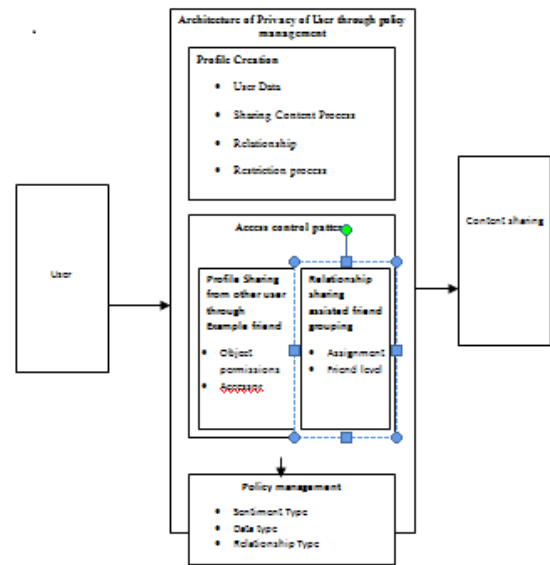 Architecture of Privacy of User through policy
management
Profile Creation
• User Data
• Sharing Content Process
• Relationship
• Restriction process
User
Content sharing
Access control pattern
Profile Sharing
from other user
through
Example friend
• Object
permissions
• Accessor
Relationship
sharing
assisted friend
grouping
• Assignment
• Friend level
Policy management
• Sentiment Type
• Data type
• Relationship Type